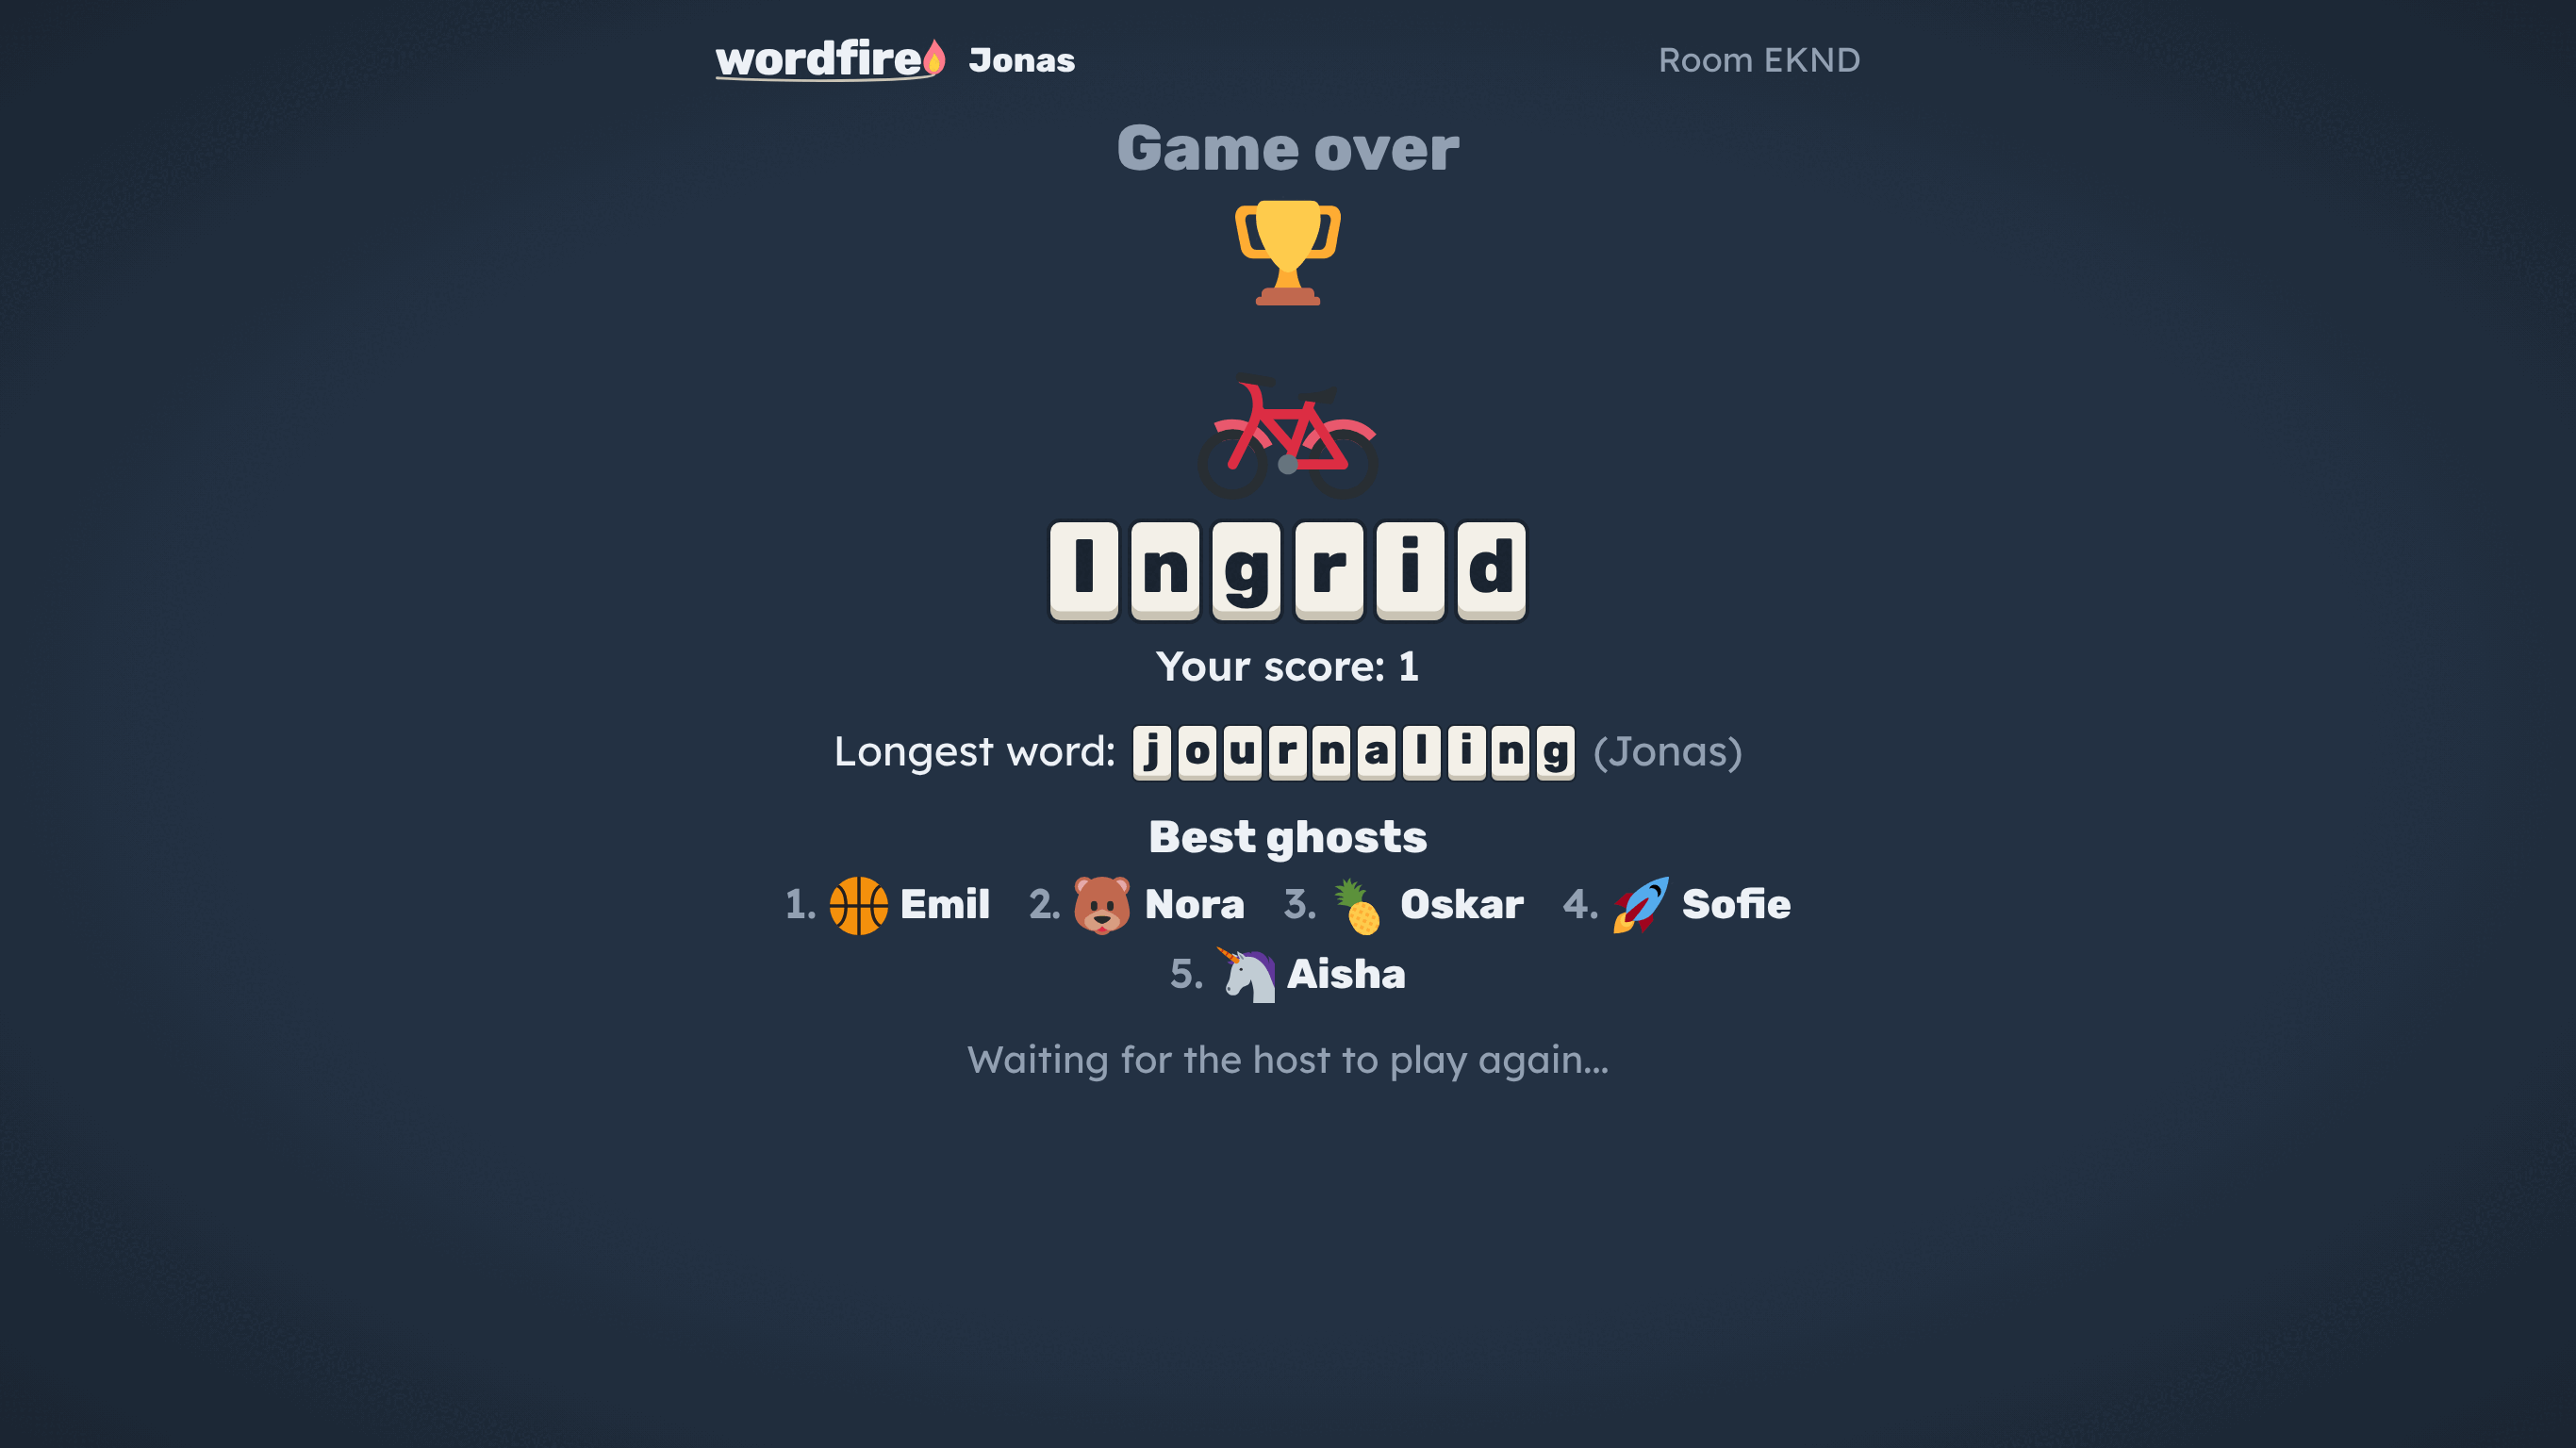 wordfire Jonas Room EKND
Game over
Ingrid
Your score: 1
Longest word: journaling (Jonas)
Best ghosts
1. Emil 2. Nora 3. Oskar 4. Sofie
5. Aisha
Waiting for the host to play again...